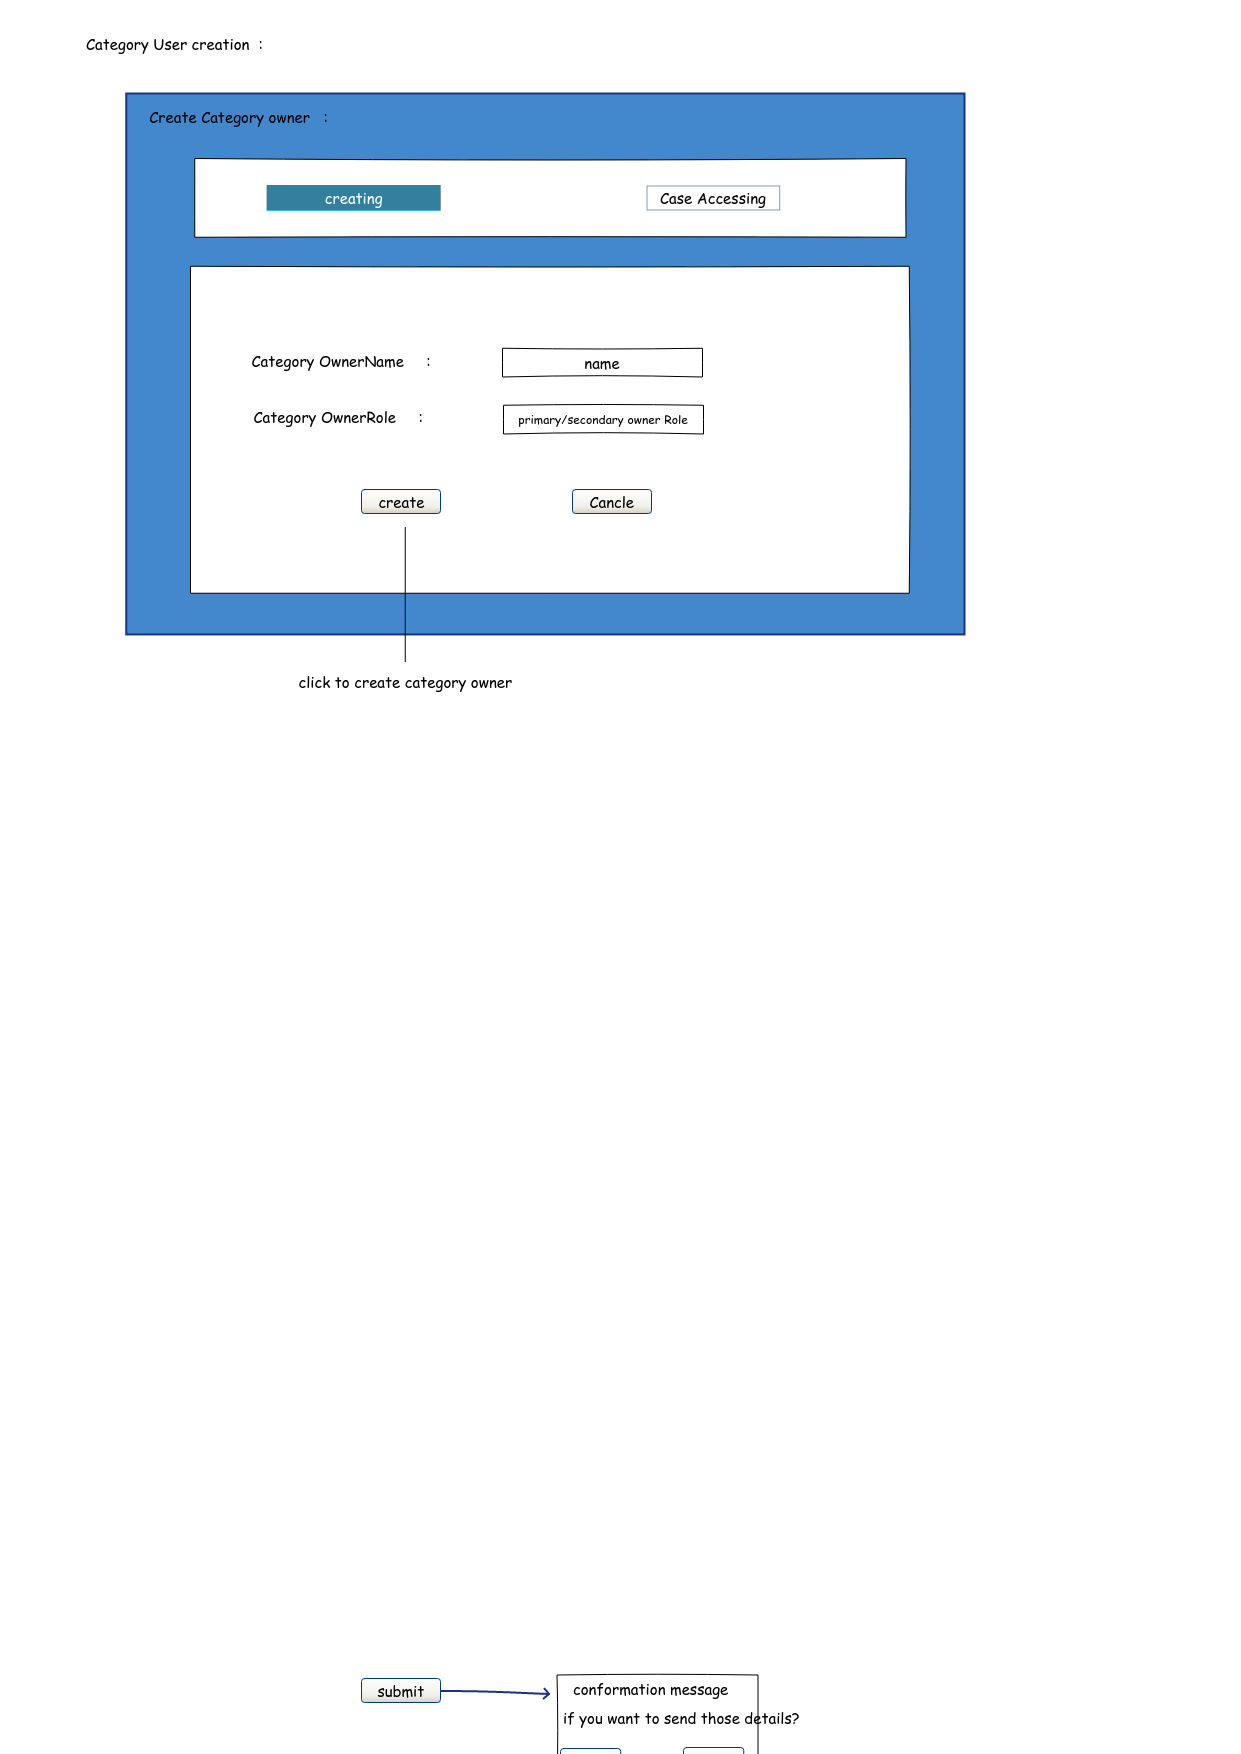 Category User creation  :
Create Category owner   :
creating
Case Accessing
Category OwnerName     :
name
Category OwnerRole     :
primary/secondary owner Role
create
Cancle
click to create category owner
submit
conformation message
if you want to send those details?